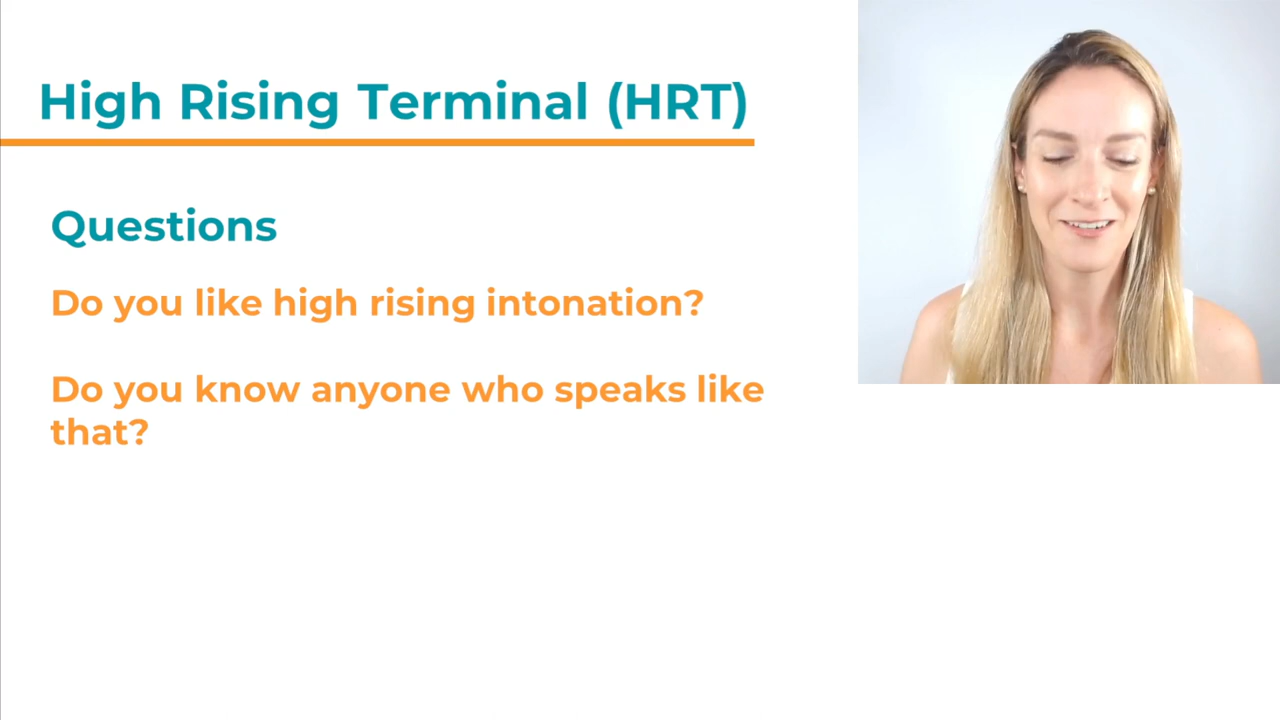 High Rising Terminal (HRT)
Questions
Do you like high rising intonation?
Do you know anyone who speaks like
that?